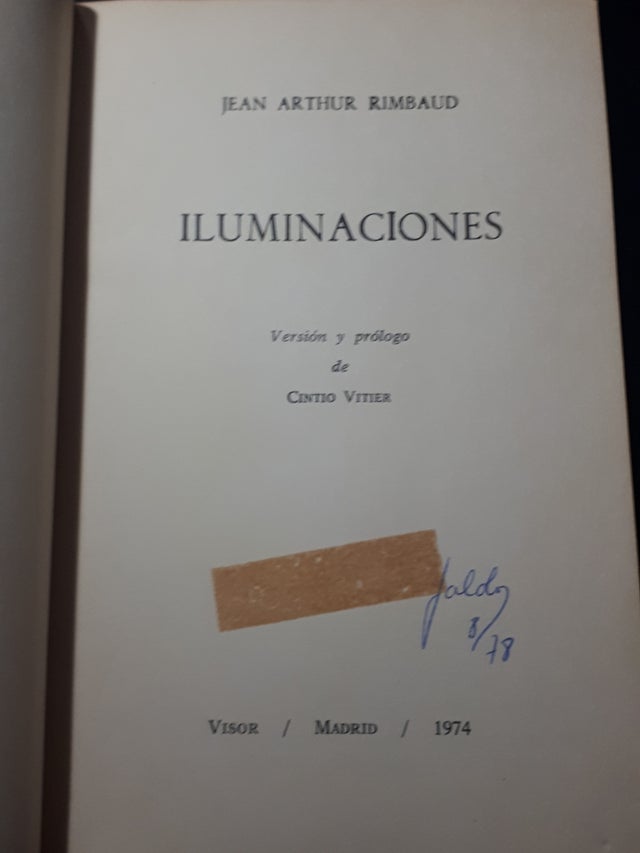 JEAN ARTHUR RIMBAUD
ILUMINACIONES
Versión y prólogo
de
CINTIO VITIER
8/78
VISOR / MADRID / 1974